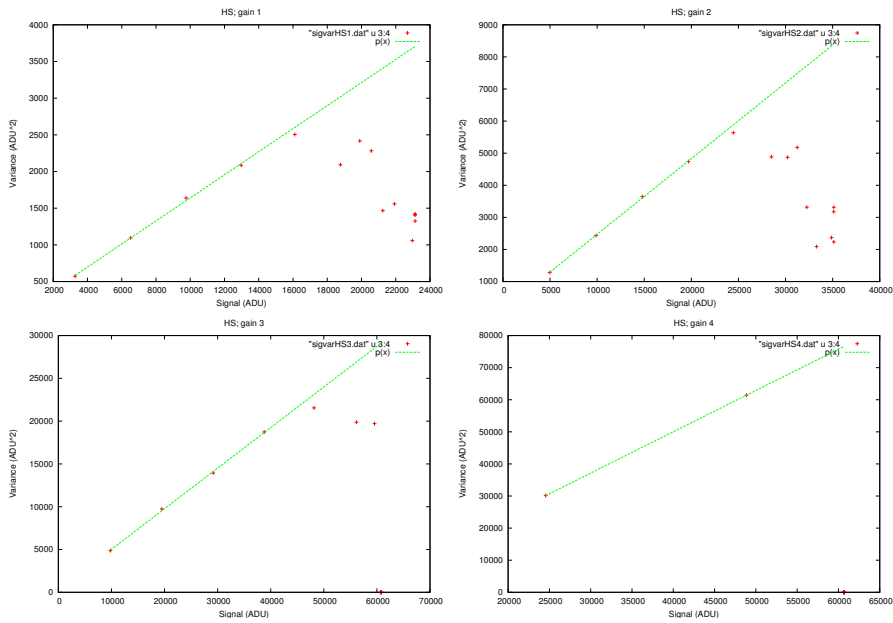 HS; gain 1
"sigvarHS1.dat" u 3:4
p(x)
Variance (ADU^2)
4000
3500
3000
2500
2000
1500
1000
500
2000 4000 6000 8000 10000 12000 14000 16000 18000 20000 22000 24000
Signal (ADU)
HS; gain 2
"sigvarHS2.dat" u 3:4
p(x)
Variance (ADU^2)
9000
8000
7000
6000
5000
4000
3000
2000
1000
0 5000 10000 15000 20000 25000 30000 35000 40000
Signal (ADU)
HS; gain 3
"sigvarHS3.dat" u 3:4
p(x)
Variance (ADU^2)
30000
25000
20000
15000
10000
5000
0
0 10000 20000 30000 40000 50000 60000 70000
Signal (ADU)
HS; gain 4
"sigvarHS4.dat" u 3:4
p(x)
Variance (ADU^2)
80000
70000
60000
50000
40000
30000
20000
10000
0
20000 25000 30000 35000 40000 45000 50000 55000 60000 65000
Signal (ADU)